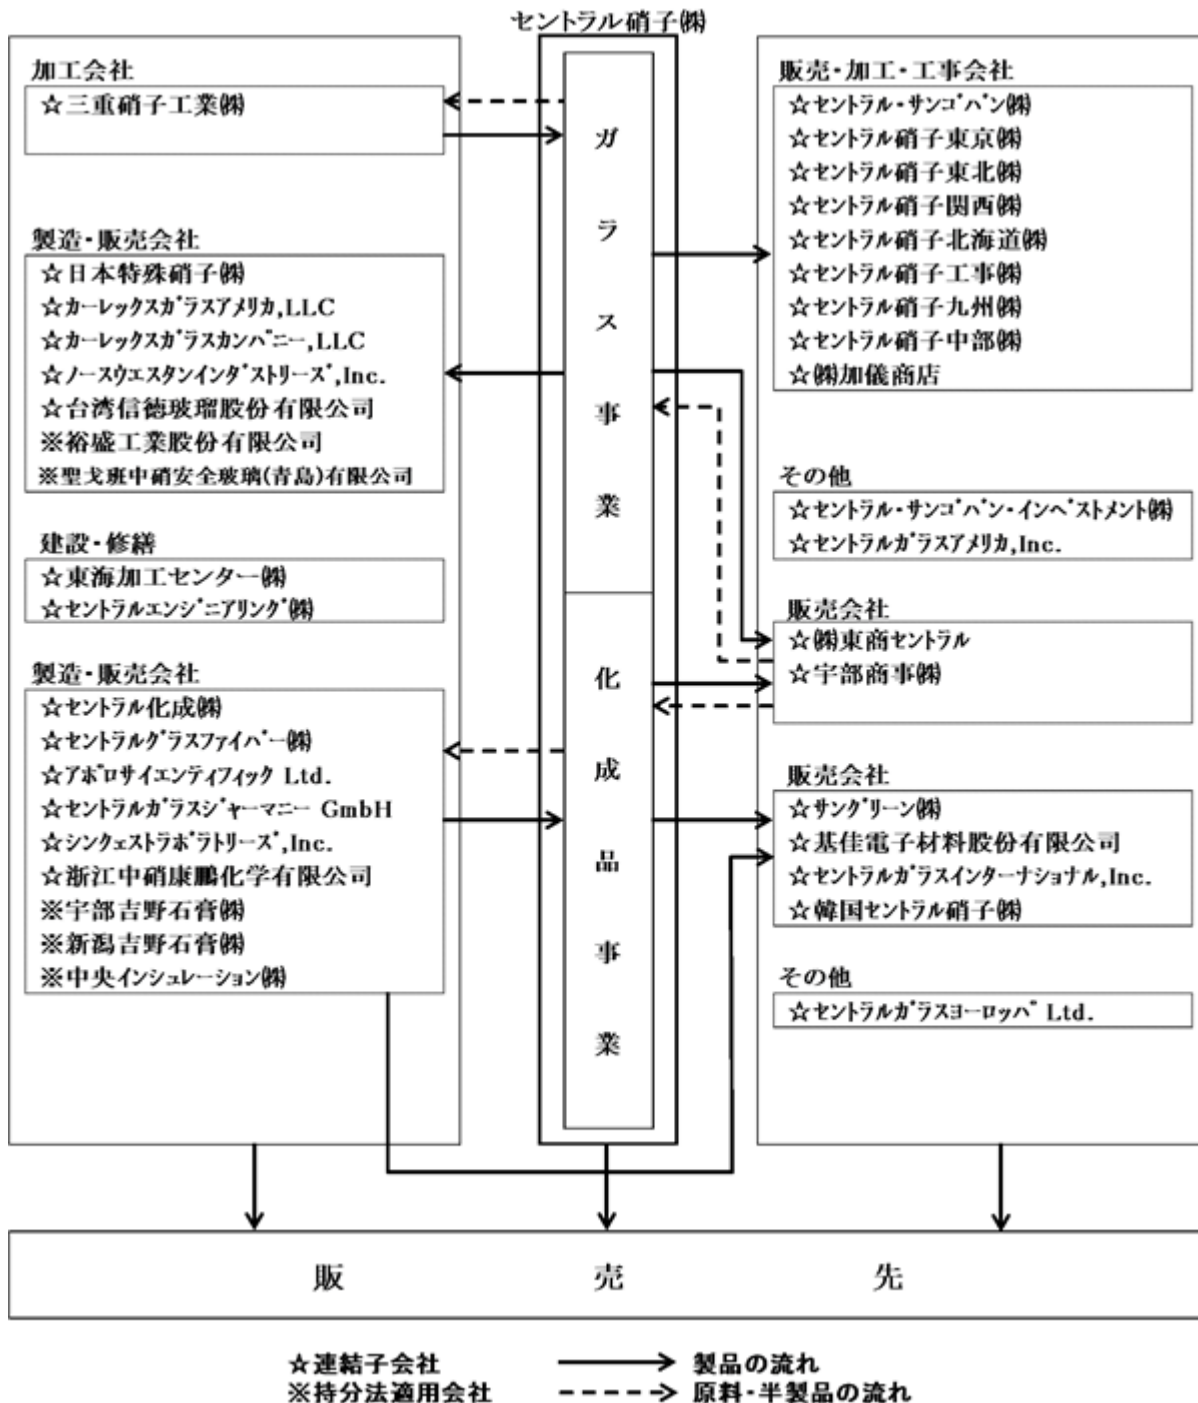 セントラル硝子㈱
加工会社
☆三重硝子工業㈱
製造・販売会社
☆日本特殊硝子㈱
☆カーレックスガラスアメリカ,LLC
☆カーレックスガラスカンパニー,LLC
☆ノースウエスタンインダストリーズ,Inc.
☆台湾信徳玻瑠股份有限公司
※裕盛工業股份有限公司
※聖戈班中硝安全玻璃(青島)有限公司
建設・修繕
☆東海加工センター㈱
☆セントラルエンジニアリング㈱
製造・販売会社
☆セントラル化成㈱
☆セントラルグラスファイバー㈱
☆アポロサイエンティフィック Ltd.
☆セントラルガラスジャーマニー GmbH
☆シンクェストラボラトリーズ,Inc.
☆浙江中硝康鵬化学有限公司
※宇部吉野石膏㈱
※新潟吉野石膏㈱
※中央インシュレーション㈱
ガラス事業
化成品事業
販売・加工・工事会社
☆セントラル・サンゴバン㈱
☆セントラル硝子東京㈱
☆セントラル硝子東北㈱
☆セントラル硝子関西㈱
☆セントラル硝子北海道㈱
☆セントラル硝子工事㈱
☆セントラル硝子九州㈱
☆セントラル硝子中部㈱
☆㈱加儀商店
その他
☆セントラル・サンゴバン・インベストメント㈱
☆セントラルガラスアメリカ,Inc.
販売会社
☆㈱東商セントラル
☆宇部商事㈱
販売会社
☆サングリーン㈱
☆基佳電子材料股份有限公司
☆セントラルガラスインターナショナル,Inc.
☆韓国セントラル硝子㈱
その他
☆セントラルガラスヨーロッパ Ltd.
販売先
☆連結子会社
※持分法適用会社
製品の流れ
原料・半製品の流れ